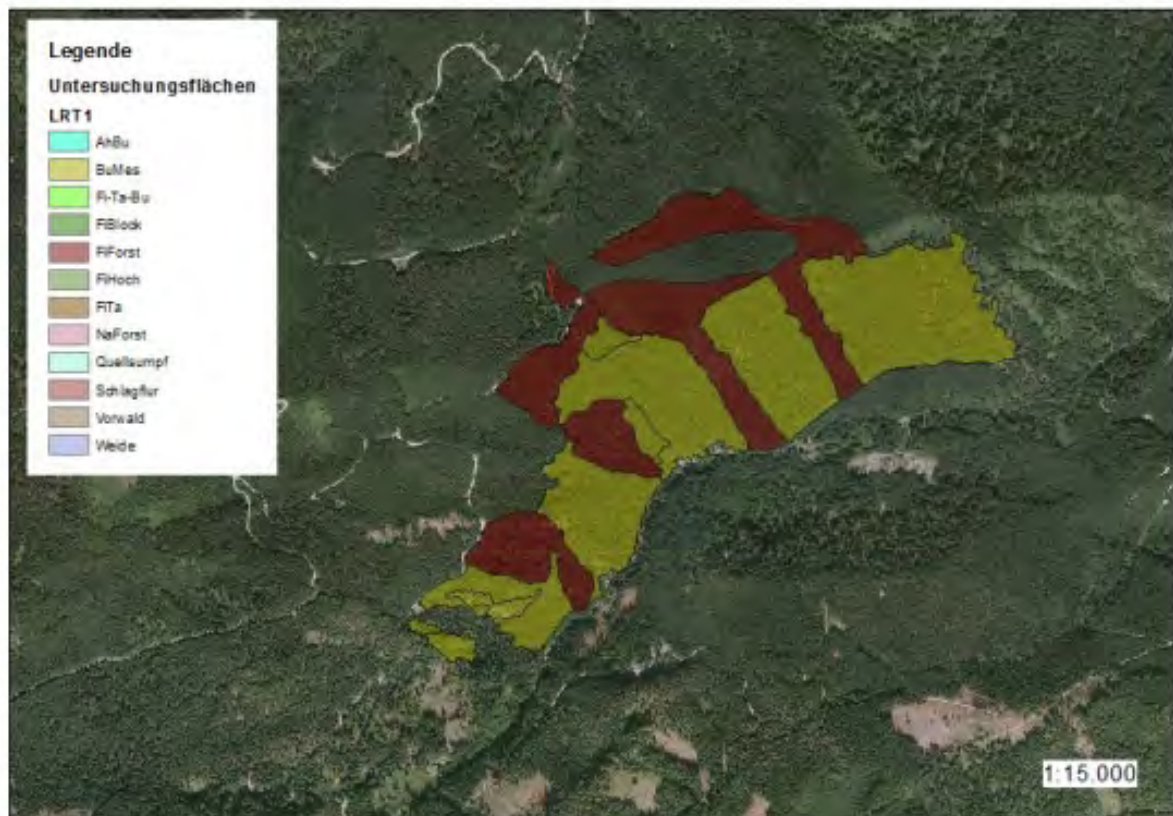 Legende
Untersuchungsflächen
LRT1
AhBu
BuMes
Fi-Ta-Bu
FiBlock
FiForst
FiHoch
FiTa
NaForst
Quellsumpf
Schlagflur
Vorwald
Weide
1:15.000